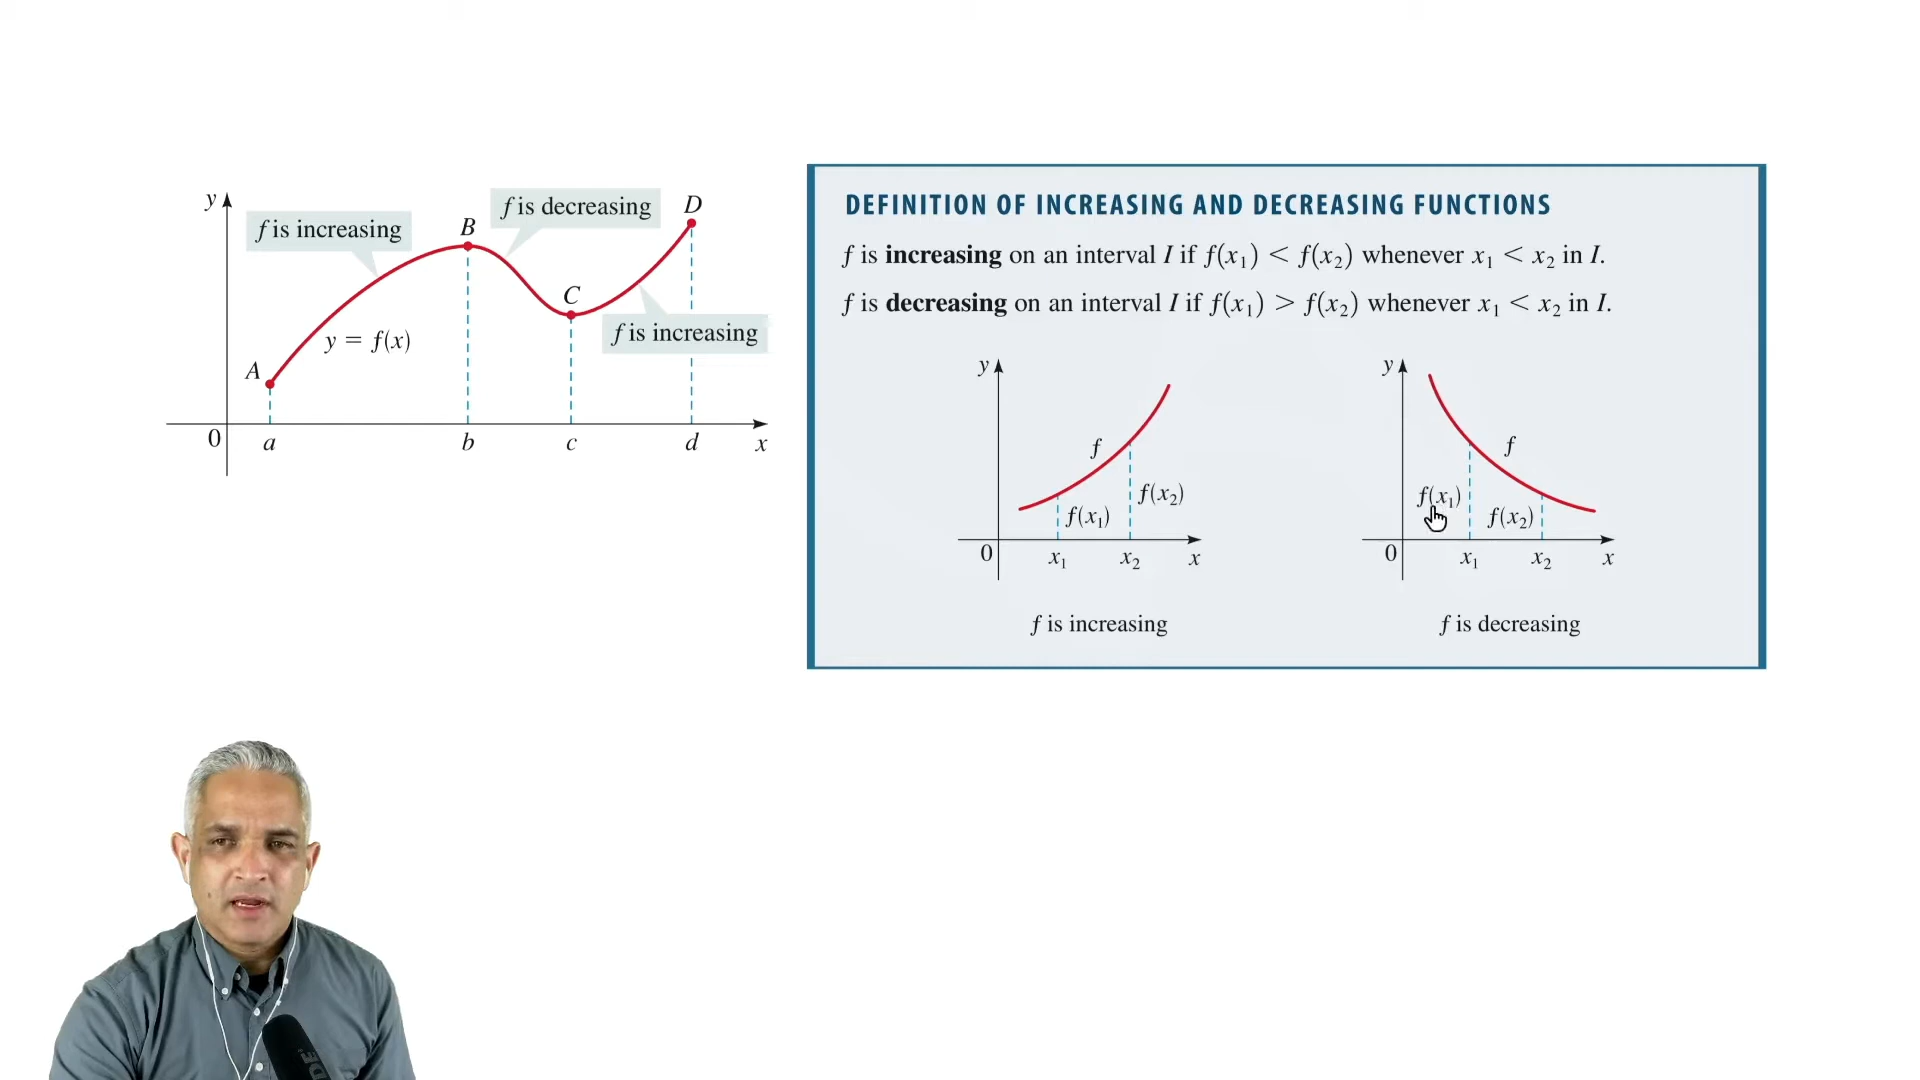 y
f is increasing
B
f is decreasing
D
C
f is increasing
y = f(x)
A
0
a
b
c
d
x
DEFINITION OF INCREASING AND DECREASING FUNCTIONS
f is increasing on an interval I if f(x₁) < f(x₂) whenever x₁ < x₂ in I.
f is decreasing on an interval I if f(x₁) > f(x₂) whenever x₁ < x₂ in I.
y
f
f(x₂)
f(x₁)
0
x₁
x₂
x
f is increasing
y
f
f(x₁)
f(x₂)
0
x₁
x₂
x
f is decreasing